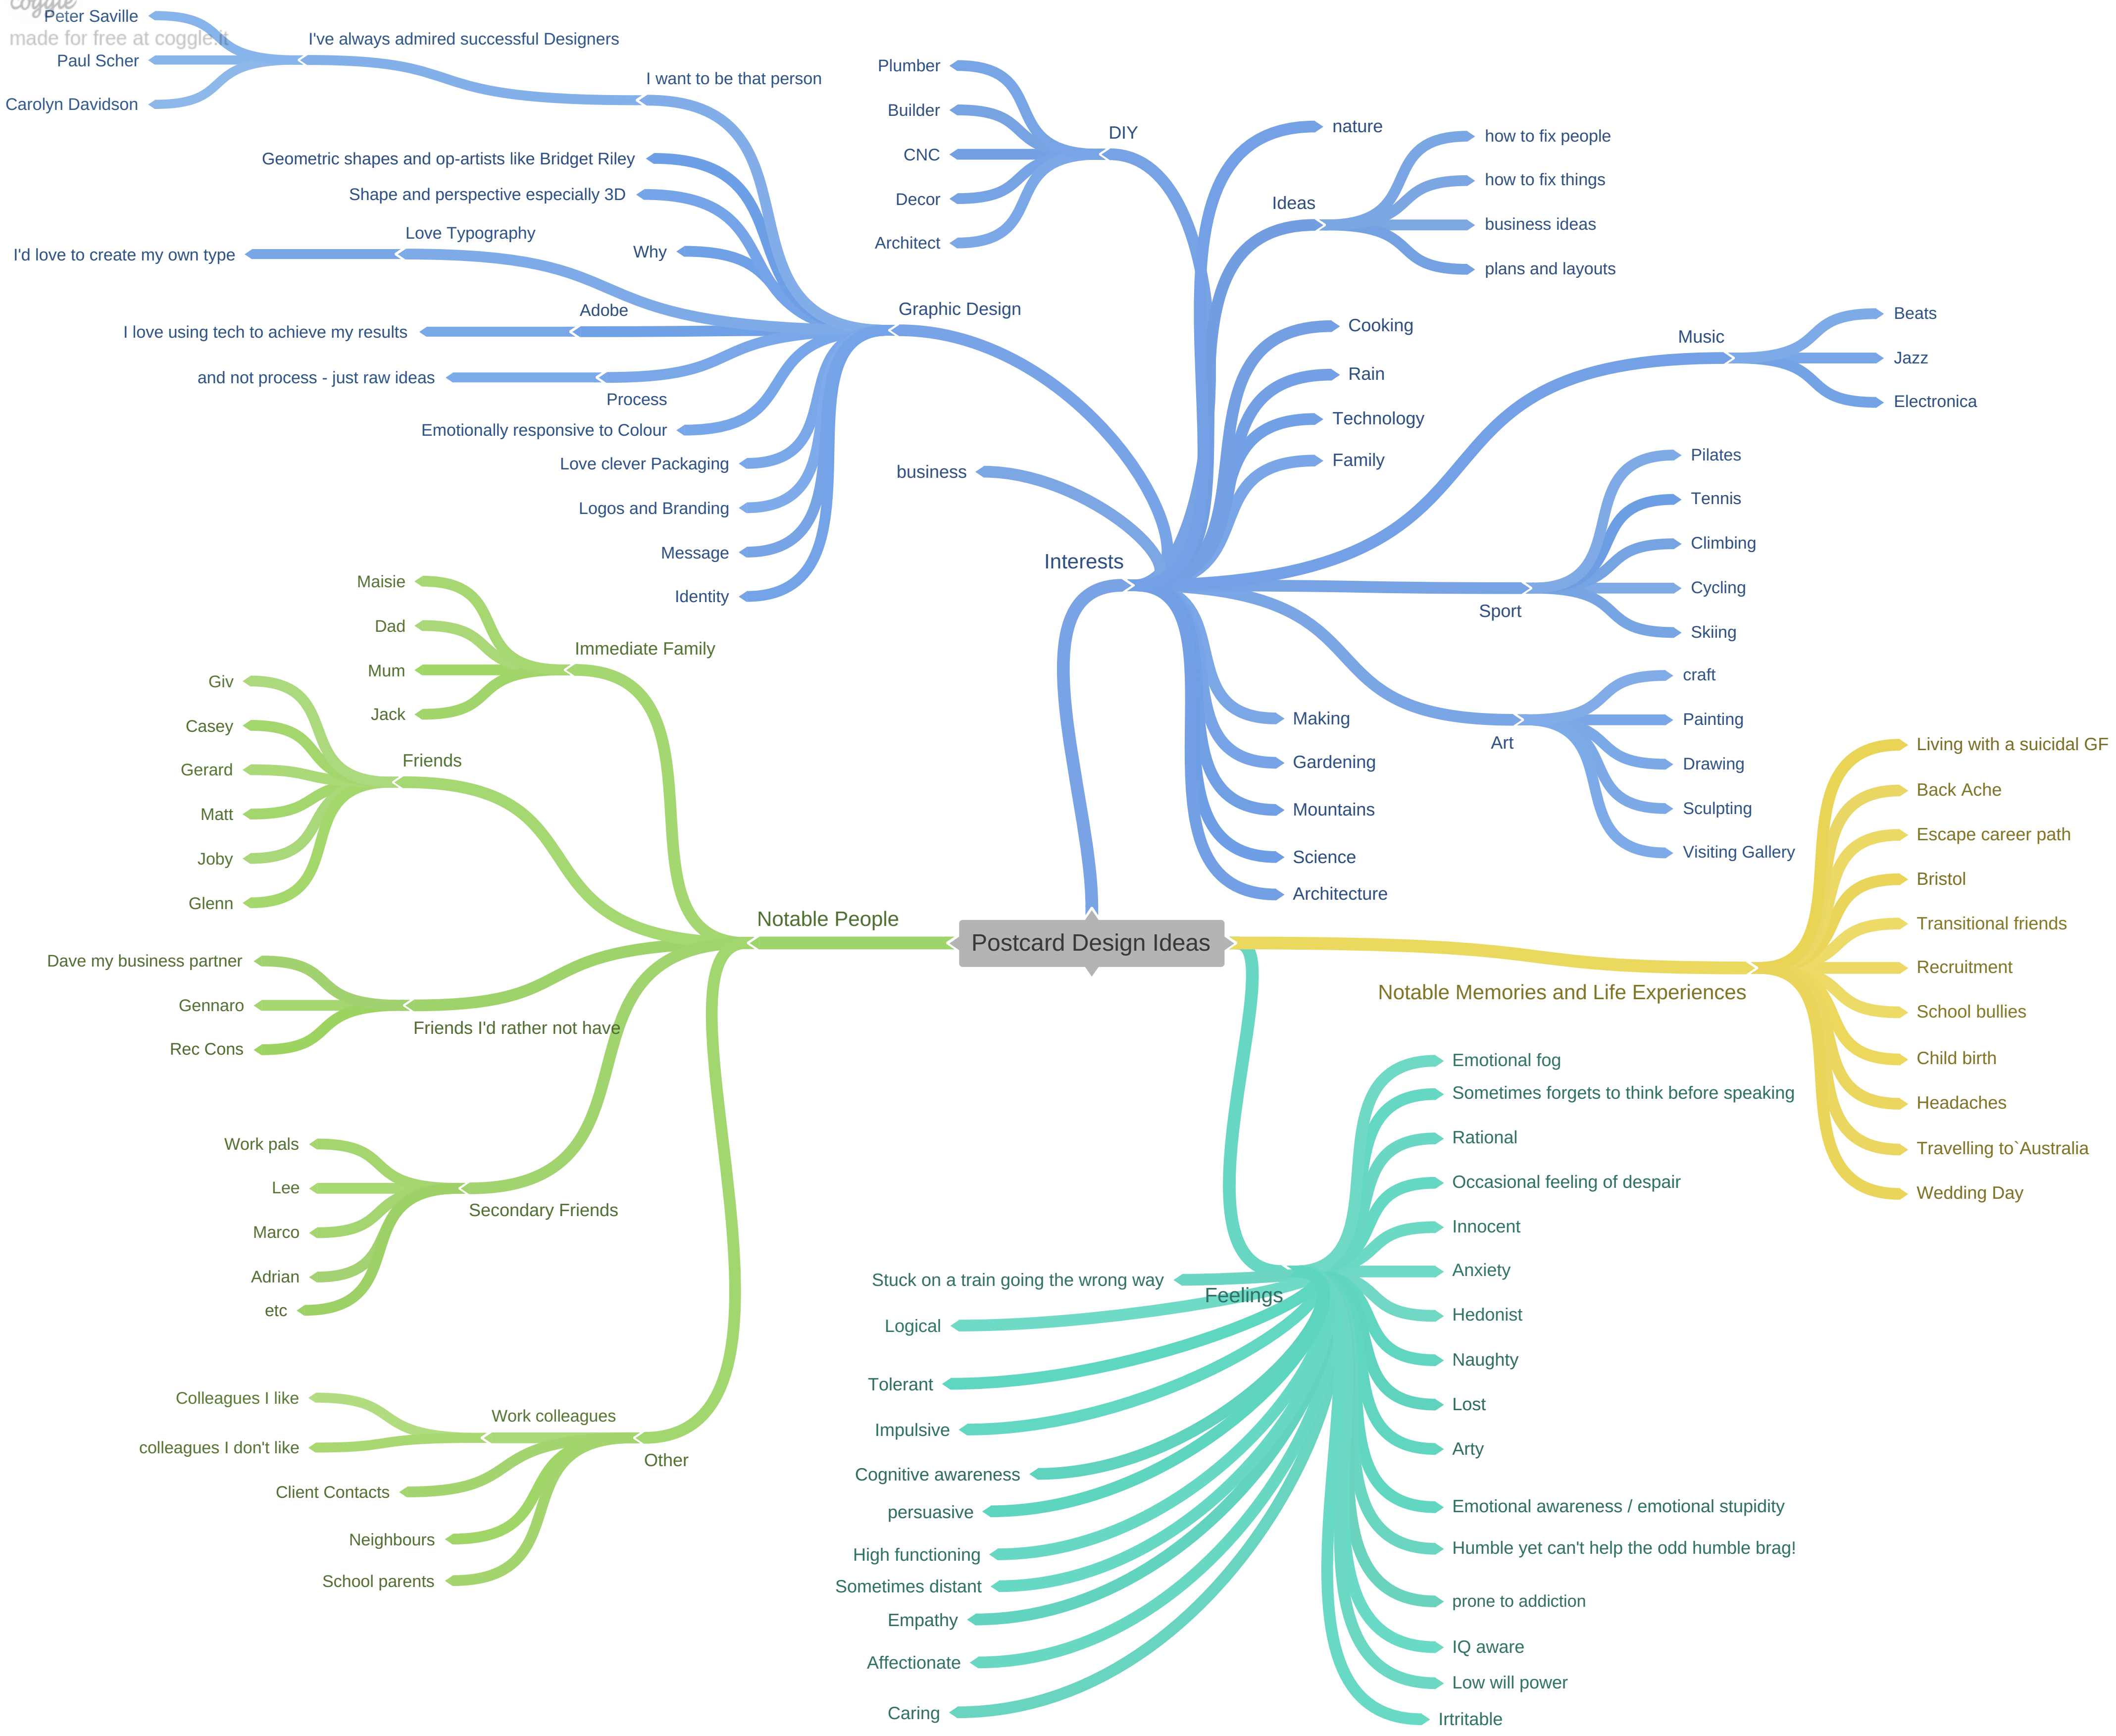 coggle
made for free at coggle.it
Peter Saville
Paul Scher
Carolyn Davidson
I've always admired successful Designers
I want to be that person
Geometric shapes and op-artists like Bridget Riley
Shape and perspective especially 3D
Why
Love Typography
I'd love to create my own type
Adobe
I love using tech to achieve my results
Process
and not process - just raw ideas
Emotionally responsive to Colour
Love clever Packaging
Logos and Branding
Message
Identity
Graphic Design
Plumber
Builder
CNC
Decor
Architect
DIY
business
Interests
nature
Ideas
how to fix people
how to fix things
business ideas
plans and layouts
Cooking
Rain
Technology
Family
Music
Beats
Jazz
Electronica
Sport
Pilates
Tennis
Climbing
Cycling
Skiing
Art
craft
Painting
Drawing
Sculpting
Visiting Gallery
Making
Gardening
Mountains
Science
Architecture
Postcard Design Ideas
Notable People
Immediate Family
Maisie
Dad
Mum
Jack
Friends
Giv
Casey
Gerard
Matt
Joby
Glenn
Friends I'd rather not have
Dave my business partner
Gennaro
Rec Cons
Secondary Friends
Work pals
Lee
Marco
Adrian
etc
Other
Work colleagues
Colleagues I like
colleagues I don't like
Client Contacts
Neighbours
School parents
Notable Memories and Life Experiences
Living with a suicidal GF
Back Ache
Escape career path
Bristol
Transitional friends
Recruitment
School bullies
Child birth
Headaches
Travelling to`Australia
Wedding Day
Feelings
Emotional fog
Sometimes forgets to think before speaking
Rational
Occasional feeling of despair
Innocent
Anxiety
Hedonist
Naughty
Lost
Arty
Emotional awareness / emotional stupidity
Humble yet can't help the odd humble brag!
prone to addiction
IQ aware
Low will power
Irtritable
Stuck on a train going the wrong way
Logical
Tolerant
Impulsive
Cognitive awareness
persuasive
High functioning
Sometimes distant
Empathy
Affectionate
Caring